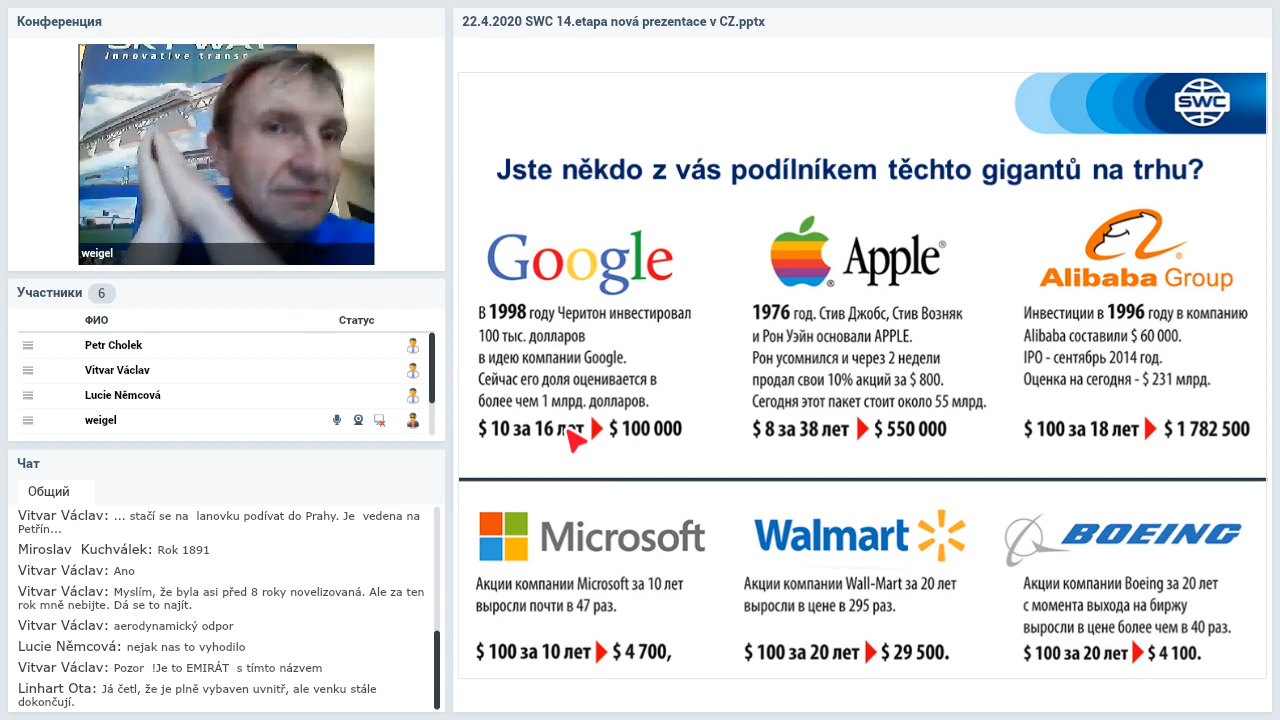 Конференция
SKY WAY
innovative transp
weigel
Участники 6
ФИО Статус
Petr Cholek
Vitvar Václav
Lucie Němcová
weigel
Чат
Общий
Vitvar Václav: ... stačí se na lanovku podívat do Prahy. Je vedena na
Petřín...
Miroslav Kuchválek: Rok 1891
Vitvar Václav: Ano
Vitvar Václav: Myslím, že byla asi před 8 roky novelizovaná. Ale za ten
rok mně nebijte. Dá se to najít.
Vitvar Václav: aerodynamický odpor
Lucie Němcová: nejak nas to vyhodilo
Vitvar Václav: Pozor !Je to EMIRÁT s tímto názvem
Linhart Ota: Já četl, že je plně vybaven uvnitř, ale venku stále
dokončují.
22.4.2020 SWC 14.etapa nová prezentace v CZ.pptx
SWC
Jste někdo z vás podílníkem těchto gigantů na trhu?
Google
В 1998 году Черитон инвестировал
100 тыс. долларов
в идею компании Google.
Сейчас его доля оценивается в
более чем 1 млрд. долларов.
$ 10 за 16 лет $ 100 000
Apple
1976 год. Стив Джобс, Стив Возняк
и Рон Уэйн основали APPLE.
Рон усомнился и через 2 недели
продал свои 10% акций за $ 800.
Сегодня этот пакет стоит около 55 млрд.
$ 8 за 38 лет $ 550 000
Alibaba Group
Инвестиции в 1996 году в компанию
Alibaba составили $ 60 000.
IPO - сентябрь 2014 год.
Оценка на сегодня - $ 231 млрд.
$ 100 за 18 лет $ 1 782 500
Microsoft
Акции компании Microsoft за 10 лет
выросли почти в 47 раз.
$ 100 за 10 лет $ 4 700,
Walmart
Акции компании Wall-Mart за 20 лет
выросли в цене в 295 раз.
$ 100 за 20 лет $ 29 500.
BOEING
Акции компании Boeing за 20 лет
с момента выхода на биржу
выросли в цене более чем в 40 раз.
$ 100 за 20 лет $ 4 100.